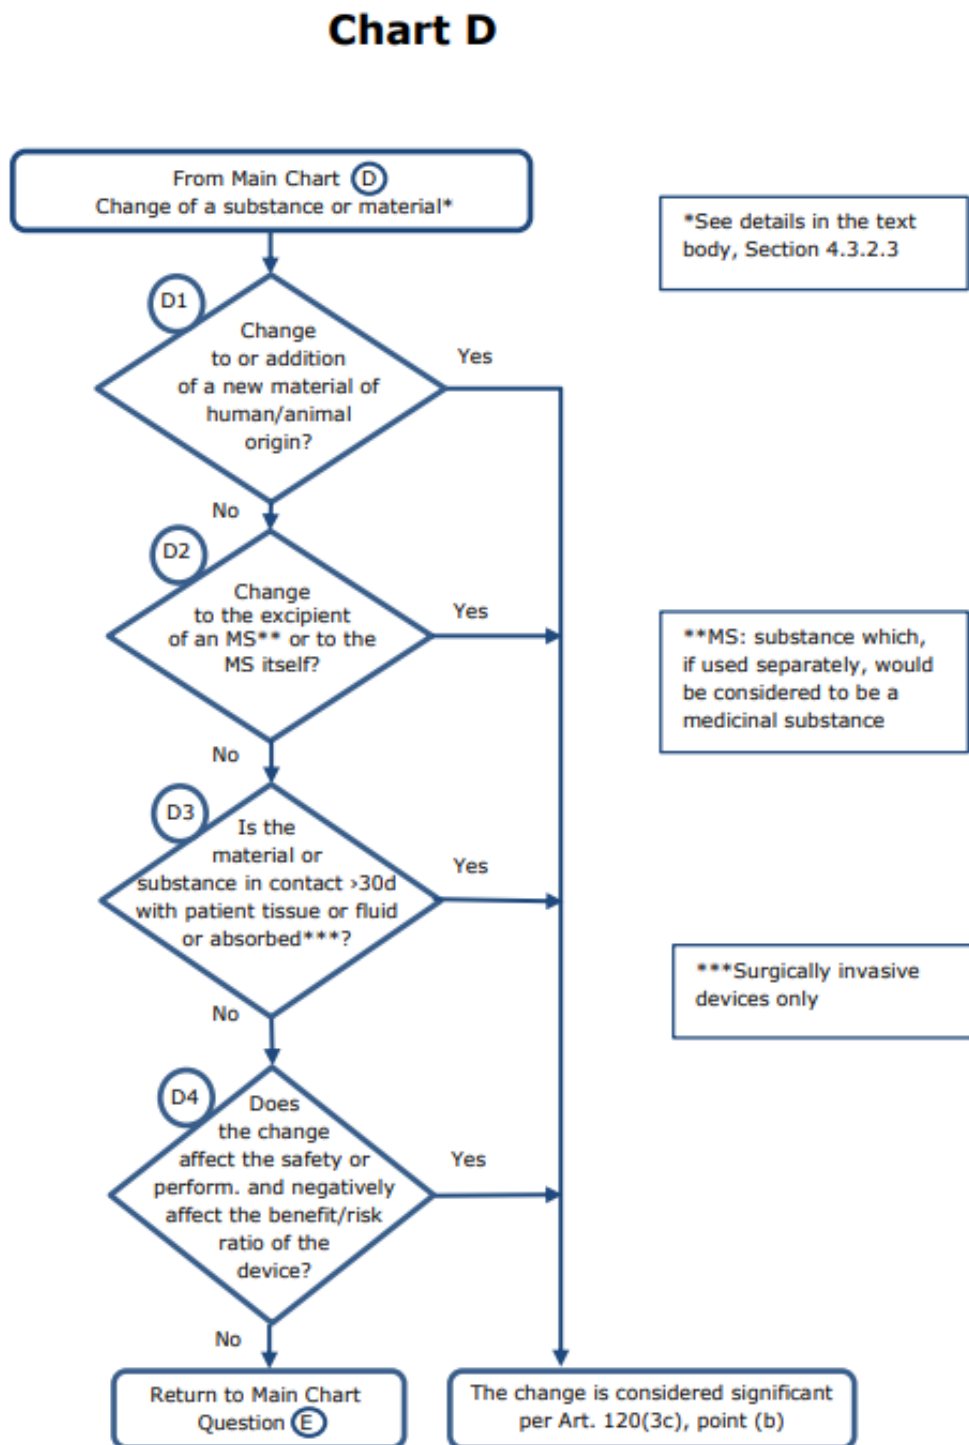 Chart D
From Main Chart D
Change of a substance or material*
*See details in the text
body, Section 4.3.2.3
D1
Change
to or addition
of a new material of
human/animal
origin?
Yes
No
D2
Change
to the excipient
of an MS** or to the
MS itself?
Yes
**MS: substance which,
if used separately, would
be considered to be a
medicinal substance
No
D3
Is the
material or
substance in contact >30d
with patient tissue or fluid
or absorbed***?
Yes
***Surgically invasive
devices only
No
D4
Does
the change
affect the safety or
perform. and negatively
affect the benefit/risk
ratio of the
device?
Yes
No
Return to Main Chart
Question E
The change is considered significant
per Art. 120(3c), point (b)